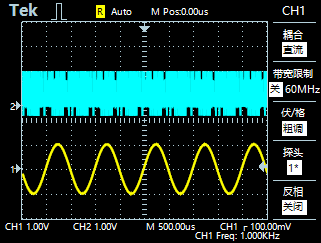 Tek R Auto M Pos:0.00us CH1
耦合
直流
带宽限制
关 60MHz
伏/格
粗调
探头
1*
反相
关闭
2
1
CH1 1.00V CH2 1.00V M 500.00us CH1 100.00mV
CH1 Freq: 1.000KHz